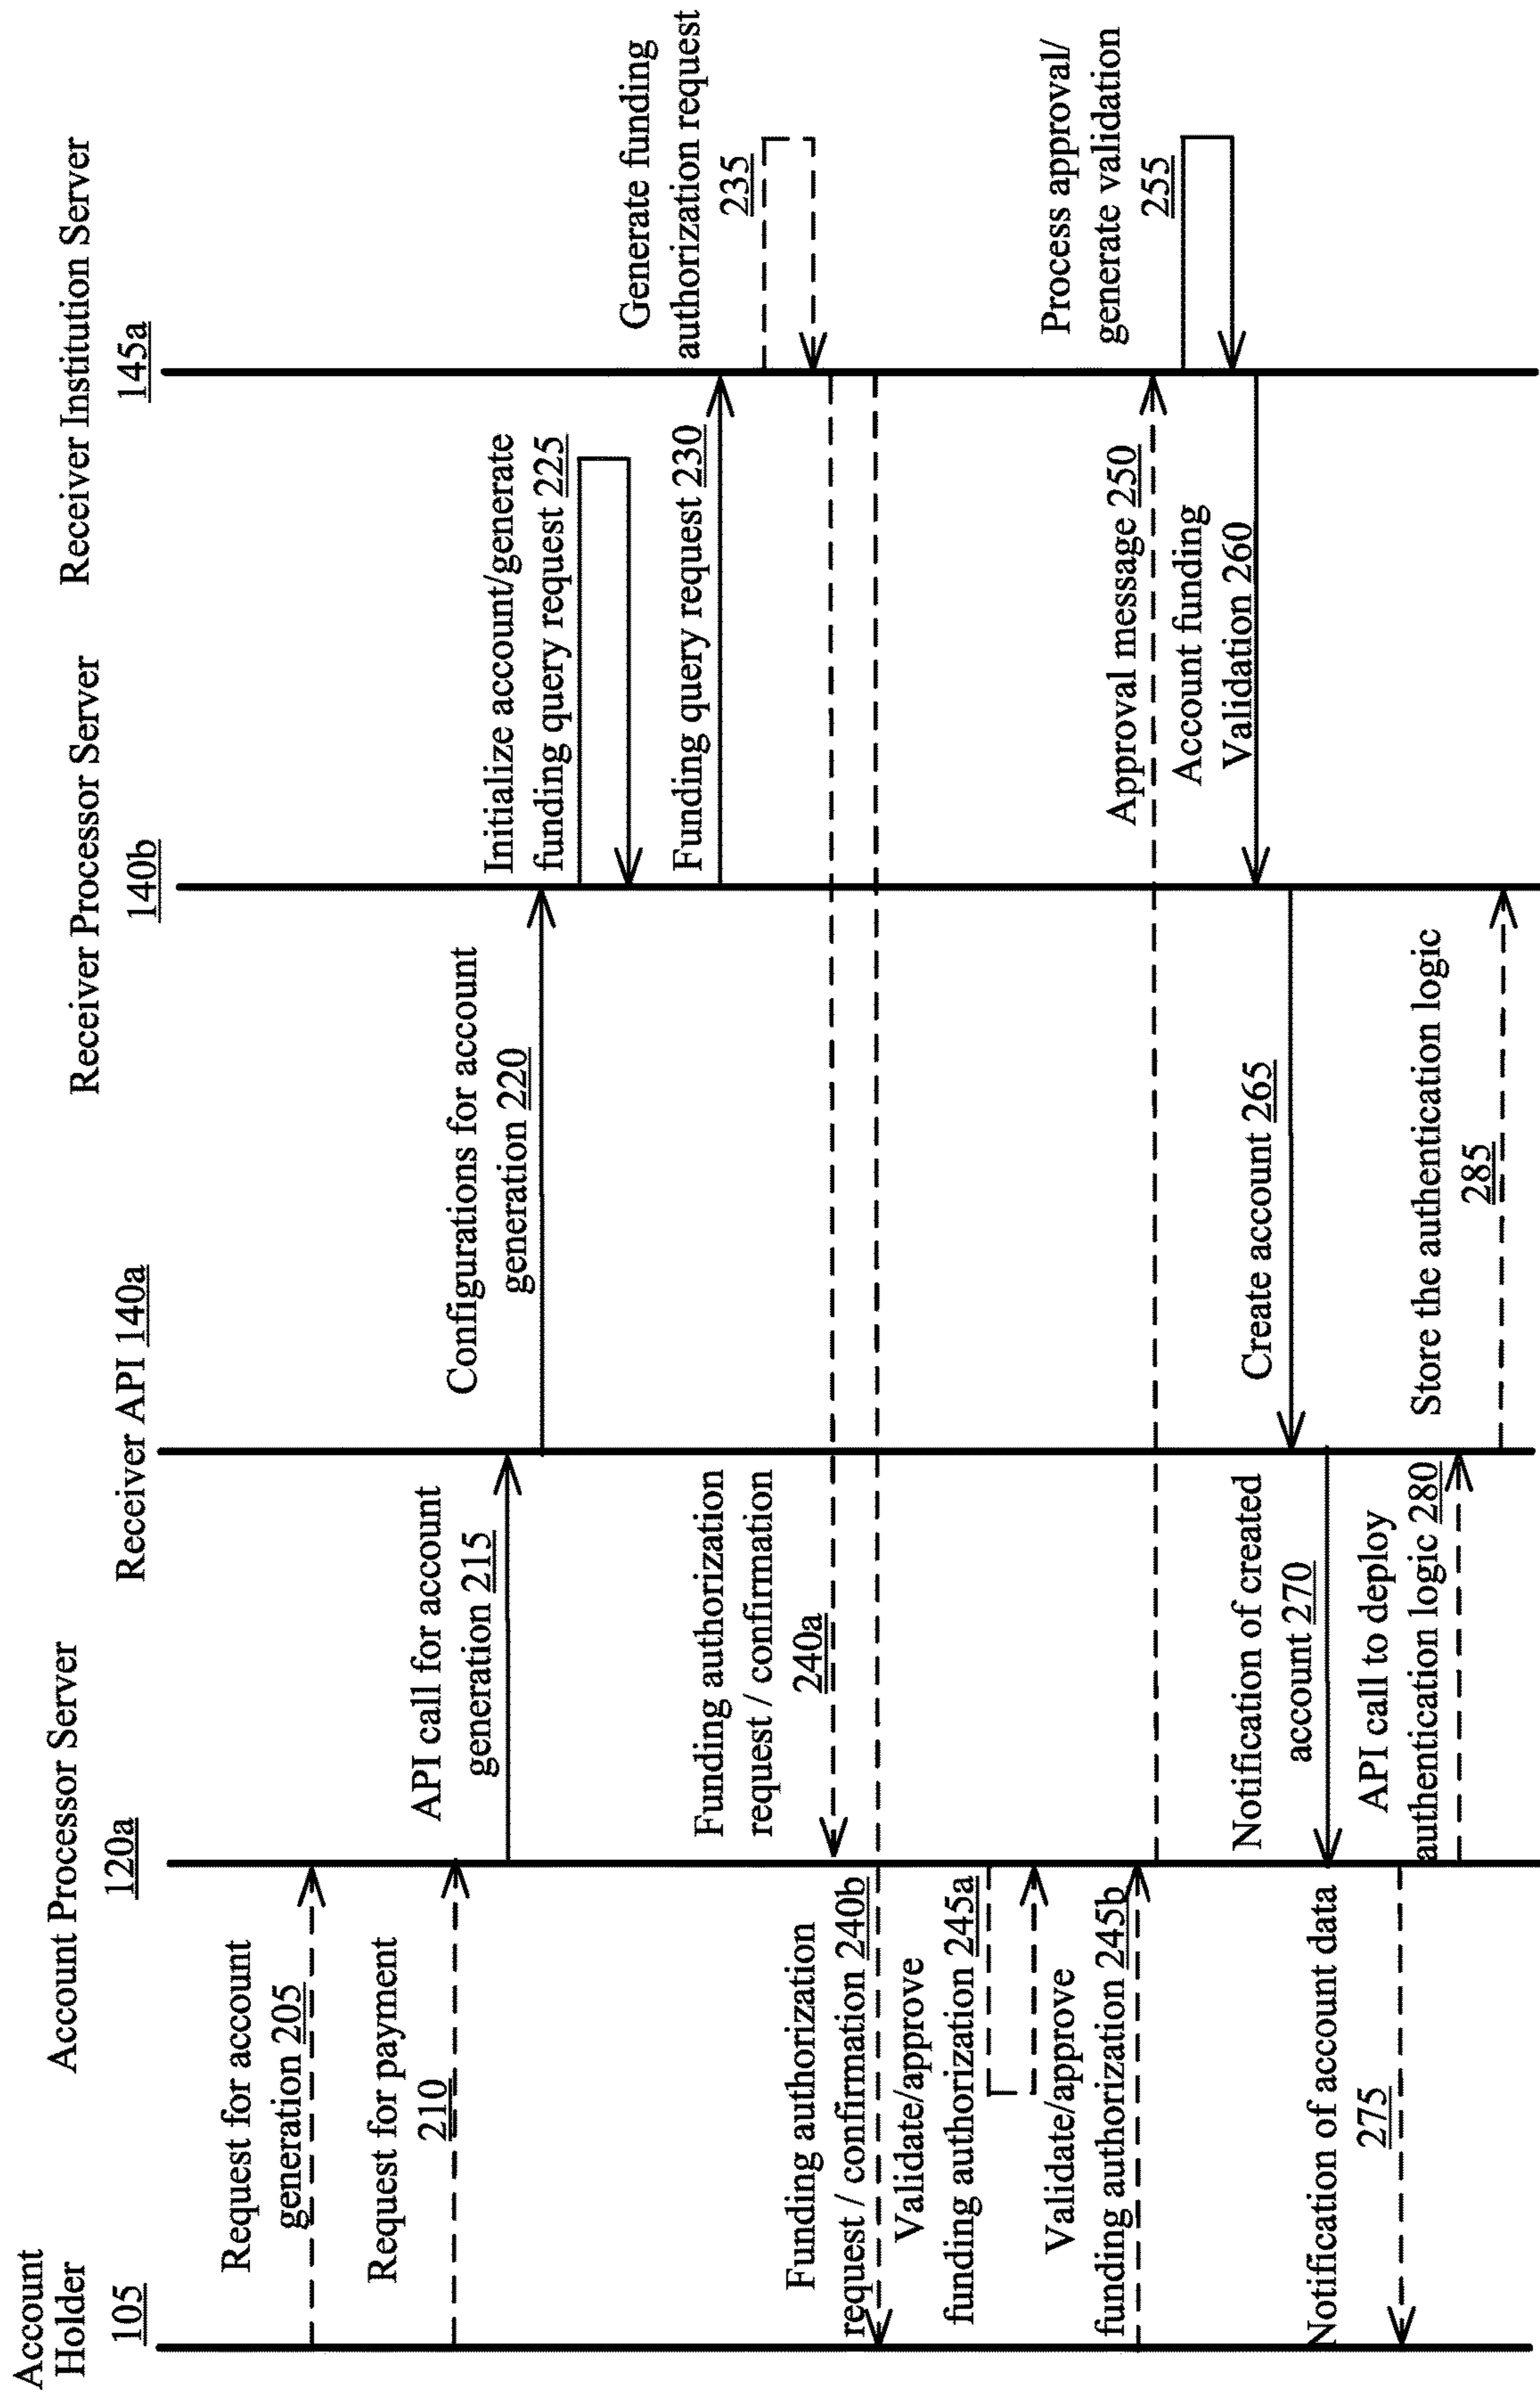 Account
Holder
105
Account Processor Server
120a
Receiver API 140a
Receiver Processor Server
140b
Receiver Institution Server
145a
Request for account
generation 205
Request for payment
210
API call for account
generation 215
Configurations for account
generation 220
Initialize account/generate
funding query request 225
Funding query request 230
Generate funding
authorization request
235
Funding authorization
request / confirmation
240a
Funding authorization
request / confirmation 240b
Validate/approve
funding authorization 245a
Validate/approve
funding authorization 245b
Approval message 250
Process approval/
generate validation
255
Account funding
Validation 260
Create account 265
Notification of created
account 270
Notification of account data
275
API call to deploy
authentication logic 280
Store the authentication logic
285